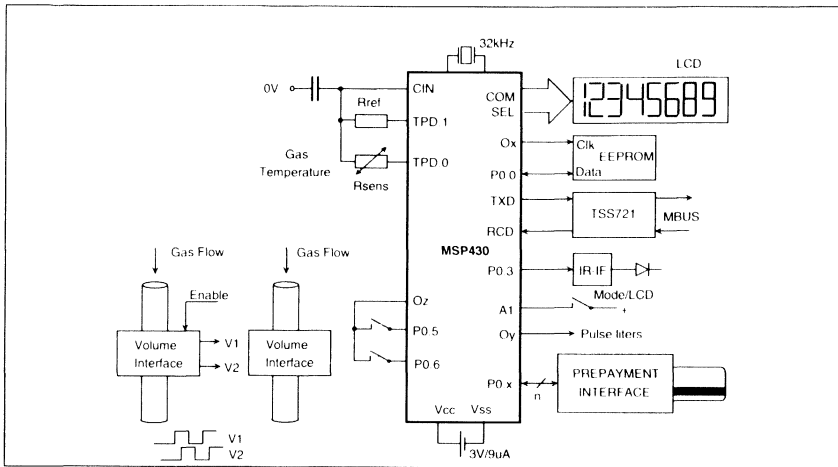 32kHz
LCD
0V
CIN
COM
12345689
Rref
SEL
TPD 1
Ox
Clk
EEPROM
Gas
Temperature
TPD 0
P0 0
Data
Rsens
TXD
TSS721
MBUS
RCD
MSP430
Gas Flow
Gas Flow
P0.3
IR-IF
Enable
Mode/LCD
Oz
A1
+
Volume
Interface
V1
V2
Volume
Interface
P0 5
Oy
Pulse liters
P0 6
P0 x
n
PREPAYMENT
INTERFACE
Vcc
Vss
V1
V2
3V/9uA